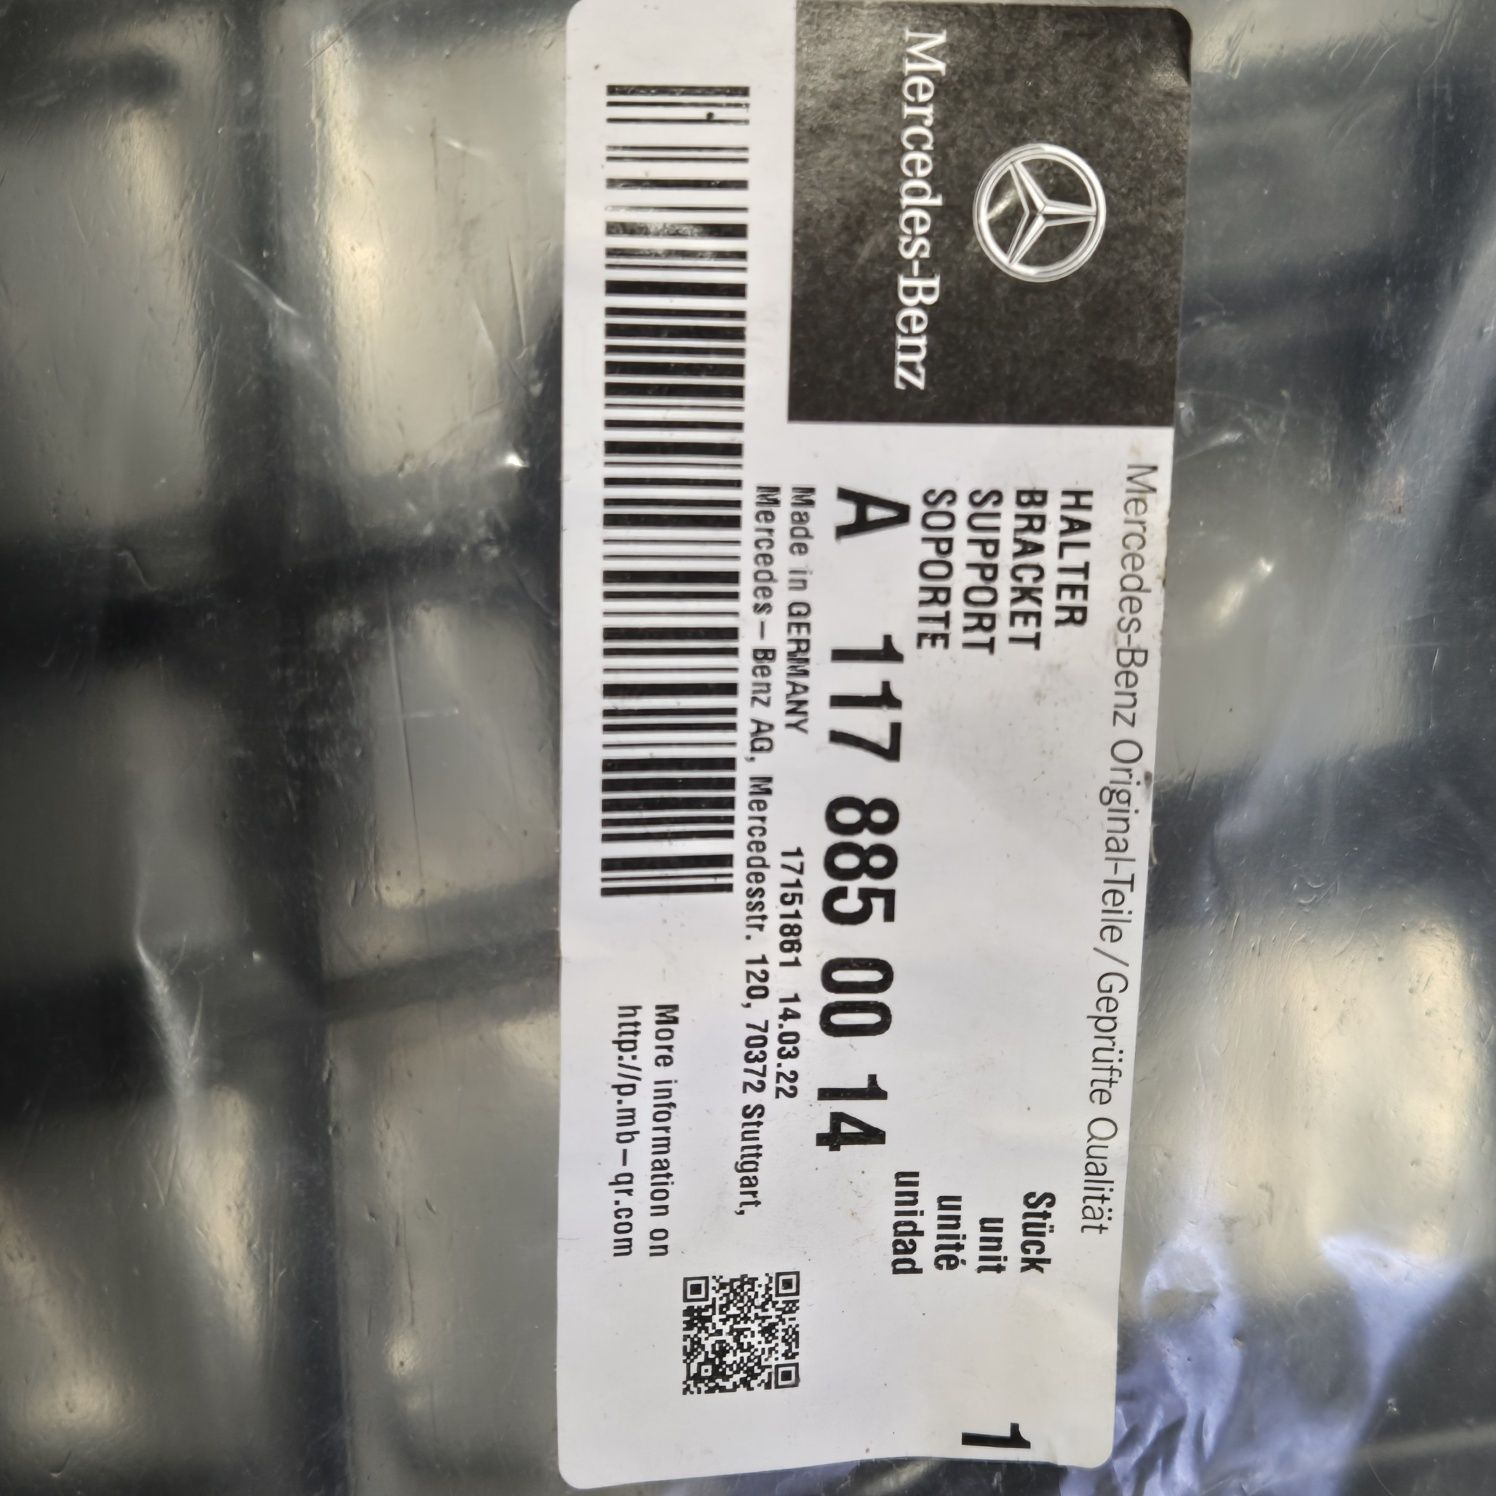 Mercedes-Benz
Mercedes-Benz Original-Teile/Geprüfte Qualität
HALTER
BRACKET
SUPPORT
SOPORTE
Stück
unit
unité
unidad
1
A 117 885 00 14
Made in GERMANY 17151861 14.03.22
Mercedes-Benz AG, Mercedesstr. 120, 70372 Stuttgart,
More information on
http://p.mb-qr.com